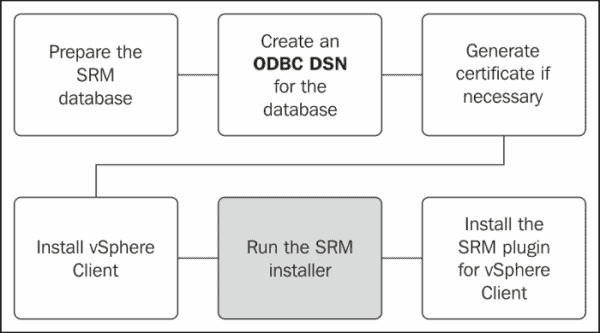 Prepare the
SRM
database
Create an
ODBC DSN
for the
database
Generate
certificate if
necessary
Install vSphere
Client
Run the SRM
installer
Install the
SRM plugin
for vSphere
Client